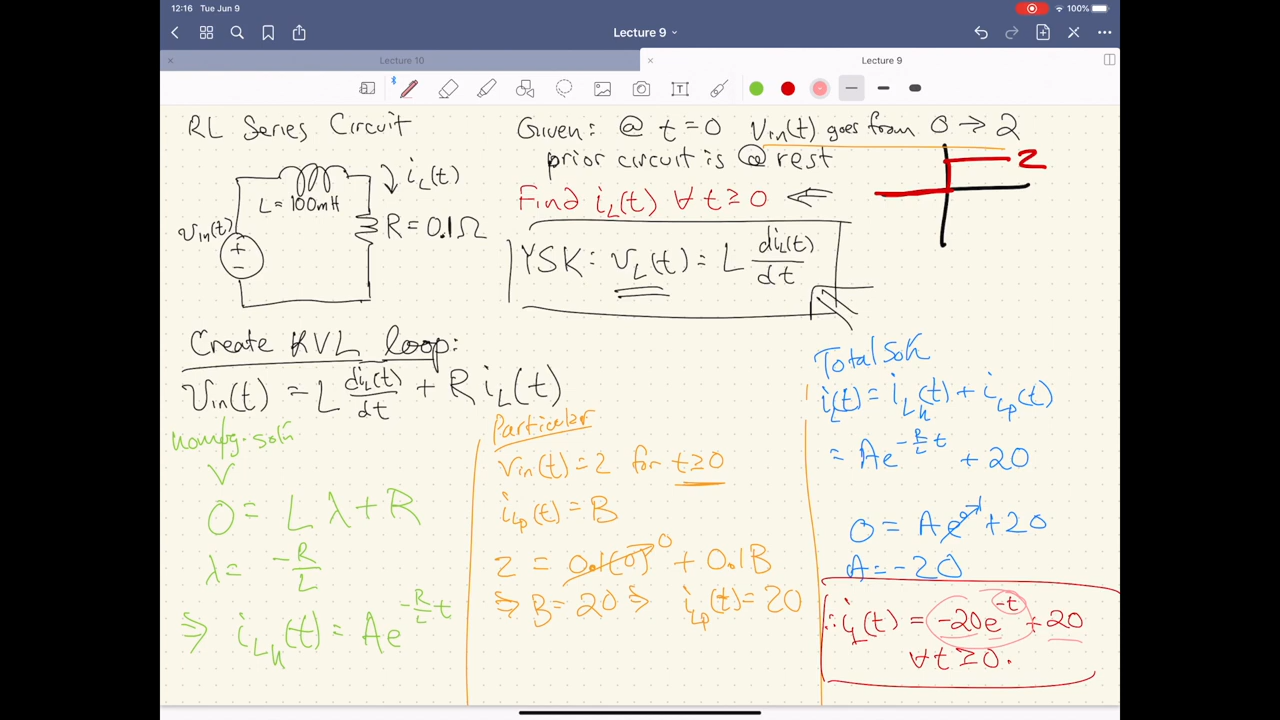 12:16 Tue Jun 9
100%
Lecture 9
Lecture 10
Lecture 9
RL Series Circuit
iL(t)
L = 100mH
vin(t)
R = 0.1Ω
+
−
Given: @ t=0 vin(t) goes from 0 → 2
prior circuit is @ rest
2
Find iL(t) ∀ t ≥ 0 ⇐
YSK: vL(t) = L diL(t)/dt
Create KVL loop:
Vin(t) = L diL(t)/dt + R iL(t)
homog. soln
0 = Lλ + R
λ = -R/L
⇒ iLh(t) = Ae^(-R/L t)
Particular
vin(t) = 2 for t≥0
iLp(t) = B
2 = 0.1(0) 0 + 0.1B
⇒ B = 20 ⇒ iLp(t) = 20
Total Soln
iL(t) = iLh(t) + iLp(t)
= Ae^(-R/L t) + 20
0 = Ae^0 1 + 20
A = -20
∴ iL(t) = -20e^(-t) + 20
∀ t ≥ 0.